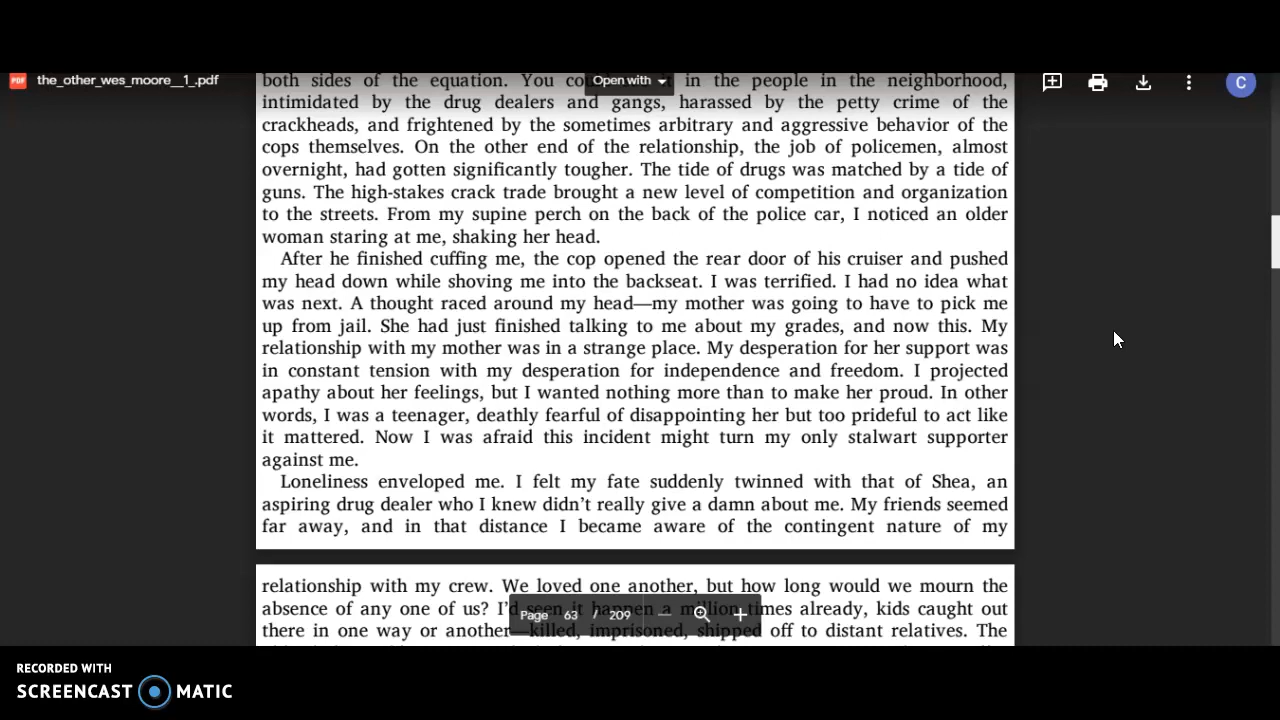 the_other_wes_moore__1_.pdf
Open with
C
both sides of the equation. You in the people in the neighborhood,
intimidated by the drug dealers and gangs, harassed by the petty crime of the
crackheads, and frightened by the sometimes arbitrary and aggressive behavior of the
cops themselves. On the other end of the relationship, the job of policemen, almost
overnight, had gotten significantly tougher. The tide of drugs was matched by a tide of
guns. The high-stakes crack trade brought a new level of competition and organization
to the streets. From my supine perch on the back of the police car, I noticed an older
woman staring at me, shaking her head.
After he finished cuffing me, the cop opened the rear door of his cruiser and pushed
my head down while shoving me into the backseat. I was terrified. I had no idea what
was next. A thought raced around my head—my mother was going to have to pick me
up from jail. She had just finished talking to me about my grades, and now this. My
relationship with my mother was in a strange place. My desperation for her support was
in constant tension with my desperation for independence and freedom. I projected
apathy about her feelings, but I wanted nothing more than to make her proud. In other
words, I was a teenager, deathly fearful of disappointing her but too prideful to act like
it mattered. Now I was afraid this incident might turn my only stalwart supporter
against me.
Loneliness enveloped me. I felt my fate suddenly twinned with that of Shea, an
aspiring drug dealer who I knew didn't really give a damn about me. My friends seemed
far away, and in that distance I became aware of the contingent nature of my
relationship with my crew. We loved one another, but how long would we mourn the
absence of any one of us? I'd seen it happen a million times already, kids caught out
there in one way or another—killed, imprisoned, shipped off to distant relatives. The
Page 63 / 209
RECORDED WITH
SCREENCAST MATIC